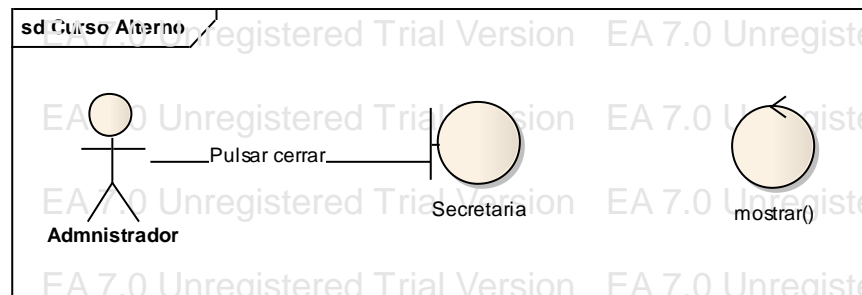 sd Curso Alterno
EA 7.0 Unregistered Trial Version EA 7.0 Unregiste
EA 7.0 Unregistered Trial Version EA 7.0 Unregiste
Pulsar cerrar
EA 7.0 Unregistered Trial Version EA 7.0 Unregiste
Secretaria
mostrar()
Admnistrador
EA 7.0 Unregistered Trial Version EA 7.0 Unregiste